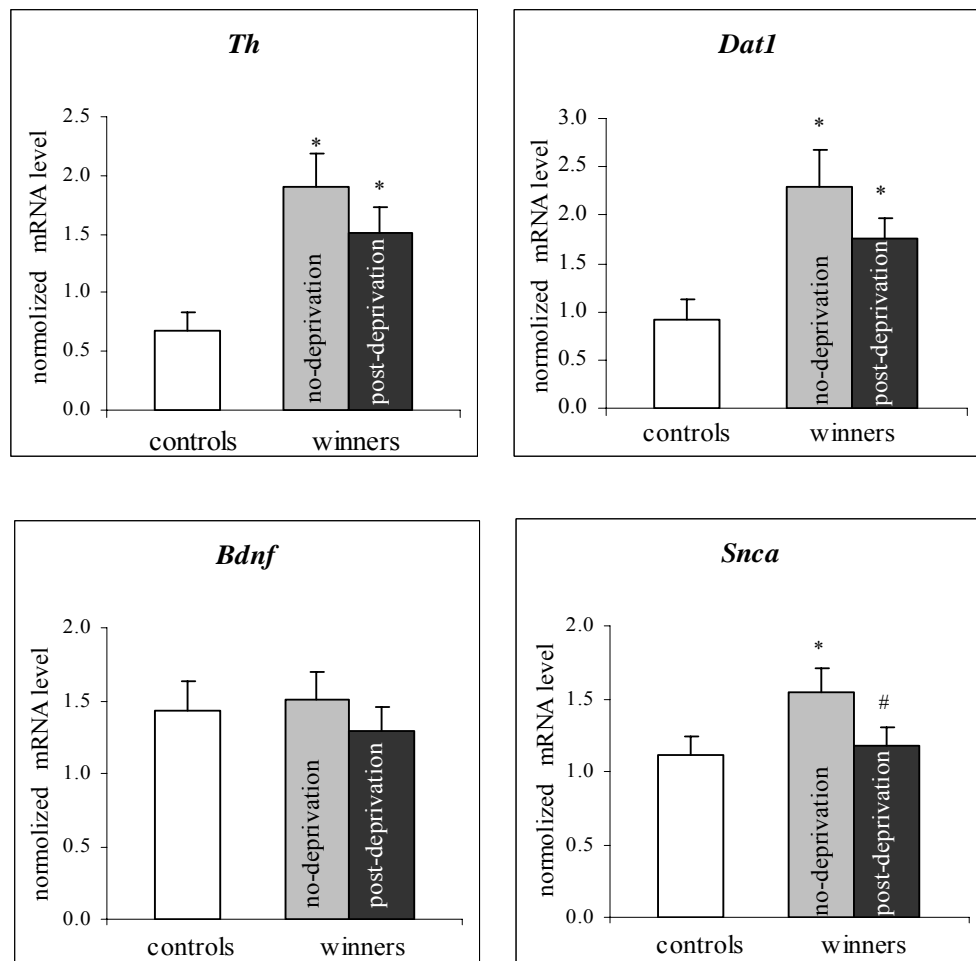 Th
normolized mRNA level
2.5
2.0
1.5
1.0
0.5
0.0
*
*
no-deprivation
post-deprivation
controls
winners
Dat1
normolized mRNA level
3.0
2.5
2.0
1.5
1.0
0.5
0.0
*
*
no-deprivation
post-deprivation
controls
winners
Bdnf
normolized mRNA level
2.0
1.5
1.0
0.5
0.0
no-deprivation
post-deprivation
controls
winners
Snca
normolized mRNA level
2.0
1.5
1.0
0.5
0.0
*
#
no-deprivation
post-deprivation
controls
winners